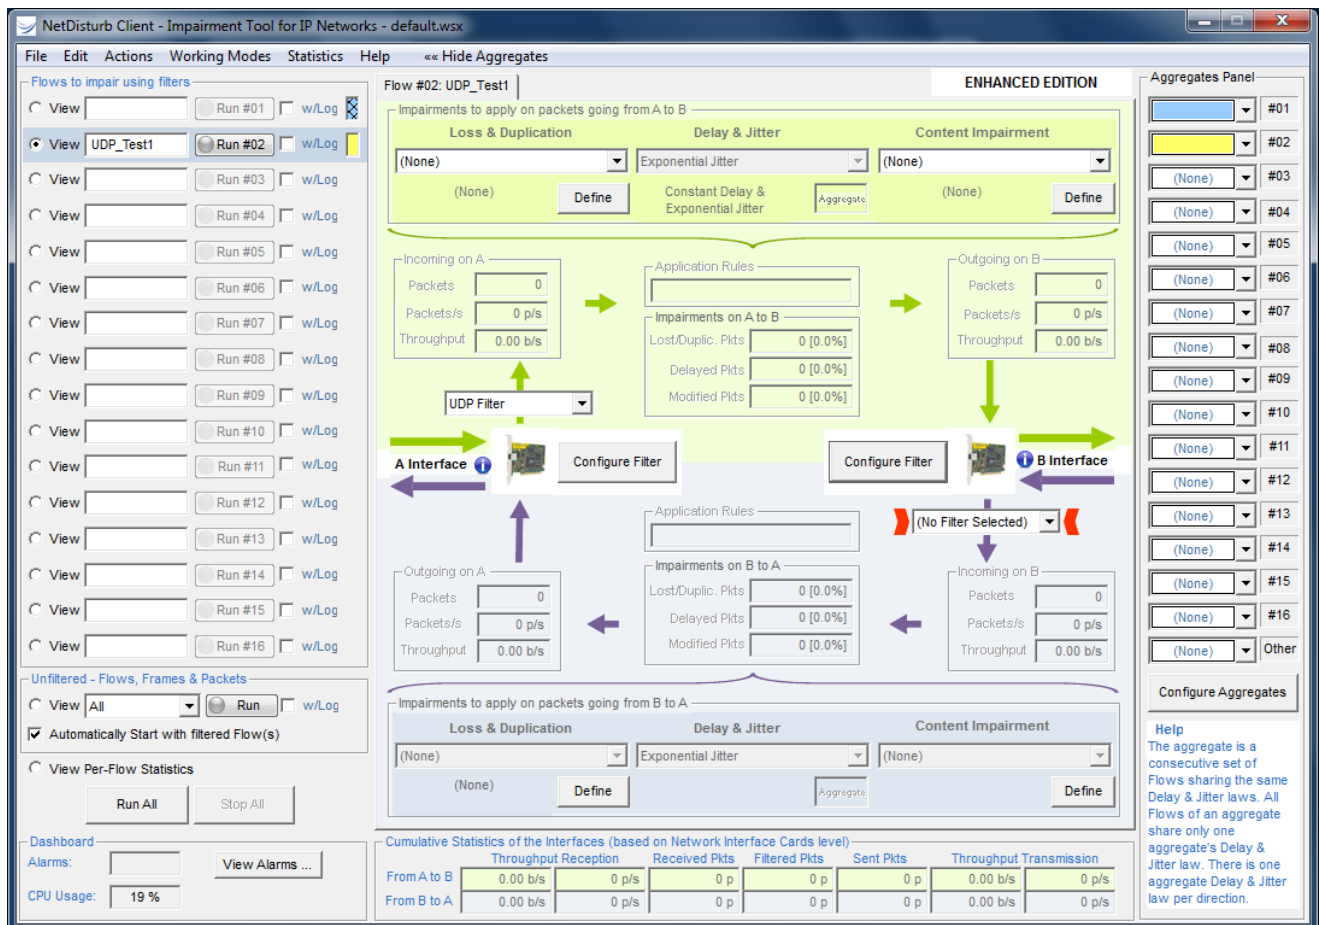 NetDisturb Client - Impairment Tool for IP Networks - default.wsx
File Edit Actions Working Modes Statistics Help «« Hide Aggregates
Flows to impair using filters
View Run #01 w/Log
View UDP_Test1 Run #02 w/Log
View Run #03 w/Log
View Run #04 w/Log
View Run #05 w/Log
View Run #06 w/Log
View Run #07 w/Log
View Run #08 w/Log
View Run #09 w/Log
View Run #10 w/Log
View Run #11 w/Log
View Run #12 w/Log
View Run #13 w/Log
View Run #14 w/Log
View Run #15 w/Log
View Run #16 w/Log
Unfiltered - Flows, Frames & Packets
View All Run w/Log
Automatically Start with filtered Flow(s)
View Per-Flow Statistics
Run All Stop All
Dashboard
Alarms: View Alarms ...
CPU Usage: 19 %
Flow #02: UDP_Test1 ENHANCED EDITION
Impairments to apply on packets going from A to B
Loss & Duplication Delay & Jitter Content Impairment
(None) Exponential Jitter (None)
(None) Define Constant Delay & Exponential Jitter Aggregate (None) Define
Incoming on A
Packets 0
Packets/s 0 p/s
Throughput 0.00 b/s
Application Rules
Impairments on A to B
Lost/Duplic. Pkts 0 [0.0%]
Delayed Pkts 0 [0.0%]
Modified Pkts 0 [0.0%]
Outgoing on B
Packets 0
Packets/s 0 p/s
Throughput 0.00 b/s
UDP Filter
A Interface Configure Filter Configure Filter B Interface
(No Filter Selected)
Outgoing on A
Packets 0
Packets/s 0 p/s
Throughput 0.00 b/s
Application Rules
Impairments on B to A
Lost/Duplic. Pkts 0 [0.0%]
Delayed Pkts 0 [0.0%]
Modified Pkts 0 [0.0%]
Incoming on B
Packets 0
Packets/s 0 p/s
Throughput 0.00 b/s
Impairments to apply on packets going from B to A
Loss & Duplication Delay & Jitter Content Impairment
(None) Exponential Jitter (None)
(None) Define Aggregate Define
Cumulative Statistics of the Interfaces (based on Network Interface Cards level)
Throughput Reception Received Pkts Filtered Pkts Sent Pkts Throughput Transmission
From A to B 0.00 b/s 0 p/s 0 p 0 p 0 p 0.00 b/s 0 p/s
From B to A 0.00 b/s 0 p/s 0 p 0 p 0 p 0.00 b/s 0 p/s
Aggregates Panel
#01
#02
(None) #03
(None) #04
(None) #05
(None) #06
(None) #07
(None) #08
(None) #09
(None) #10
(None) #11
(None) #12
(None) #13
(None) #14
(None) #15
(None) #16
(None) Other
Configure Aggregates
Help
The aggregate is a
consecutive set of
Flows sharing the same
Delay & Jitter laws. All
Flows of an aggregate
share only one
aggregate's Delay &
Jitter law. There is one
aggregate Delay & Jitter
law per direction.